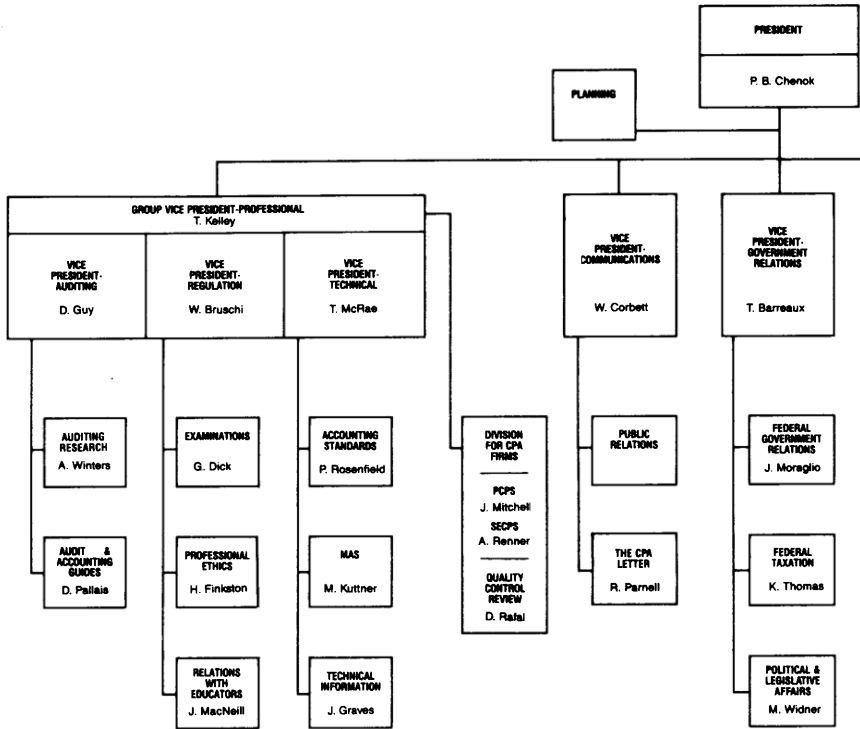 PRESIDENT
P. B. Chenok
PLANNING
GROUP VICE PRESIDENT-PROFESSIONAL
T. Kelley
VICE
PRESIDENT-
AUDITING
D. Guy
VICE
PRESIDENT-
REGULATION
W. Bruschi
VICE
PRESIDENT-
TECHNICAL
T. McRae
VICE
PRESIDENT-
COMMUNICATIONS
W. Corbett
VICE
PRESIDENT-
GOVERNMENT
RELATIONS
T. Barreaux
AUDITING
RESEARCH
A. Winters
AUDIT &
ACCOUNTING
GUIDES
D. Pallais
EXAMINATIONS
G. Dick
PROFESSIONAL
ETHICS
H. Finkston
RELATIONS
WITH
EDUCATORS
J. MacNeill
ACCOUNTING
STANDARDS
P. Rosenfield
MAS
M. Kuttner
TECHNICAL
INFORMATION
J. Graves
DIVISION
FOR CPA
FIRMS
PCPS
J. Mitchell
SECPS
A. Renner
QUALITY
CONTROL
REVIEW
D. Rafal
PUBLIC
RELATIONS
THE CPA
LETTER
R. Parnell
FEDERAL
GOVERNMENT
RELATIONS
J. Moraglio
FEDERAL
TAXATION
K. Thomas
POLITICAL &
LEGISLATIVE
AFFAIRS
M. Widner